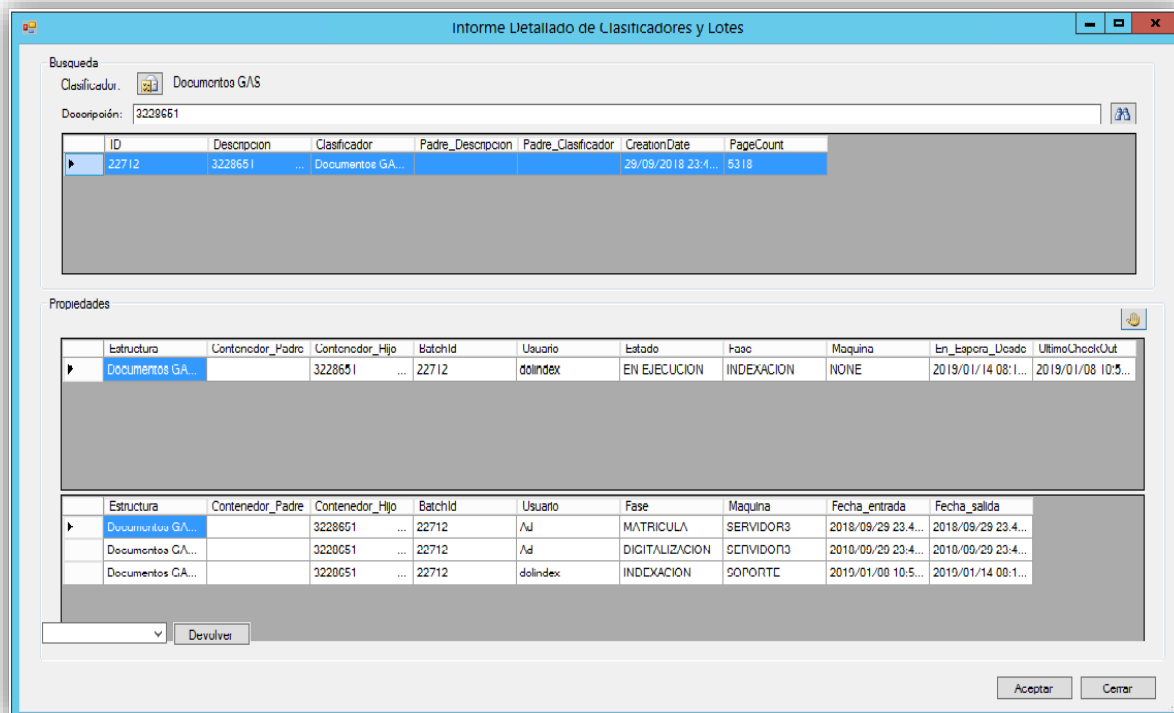 Informe Detallado de Clasificadores y Lotes
Busqueda
Clasificador: Documentos GAS
Descripción: 3228651
ID Descripcion Clasificador Padre_Descripcion Padre_Clasificador CreationDate PageCount
22712 3228651 ... Documentos GA... 29/09/2018 23:4... 5318
Propiedades
Estructura Contenedor_Padre Contenedor_Hijo BatchId Usuario Estado Fase Maquina En_Espera_Desde UltimoCheckOut
Documentos GA... 3228651 ... 22712 dolindex EN EJECUCION INDEXACION NONE 2019/01/14 08:1... 2019/01/08 10:5...
Estructura Contenedor_Padre Contenedor_Hijo BatchId Usuario Fase Maquina Fecha_entrada Fecha_salida
Documentos GA... 3228651 ... 22712 Ad MATRICULA SERVIDOR3 2018/09/29 23:4... 2018/09/29 23:4...
Documentos GA... 3228651 ... 22712 Ad DIGITALIZACION SERVIDOR3 2018/09/29 23:4... 2018/09/29 23:4...
Documentos GA... 3228651 ... 22712 dolindex INDEXACION SOPORTE 2019/01/08 10:5... 2019/01/14 08:1...
Devolver
Aceptar Cerrar